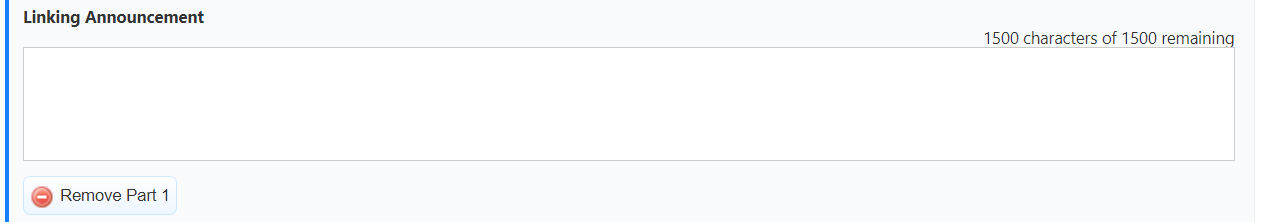 Linking Announcement
1500 characters of 1500 remaining
Remove Part 1